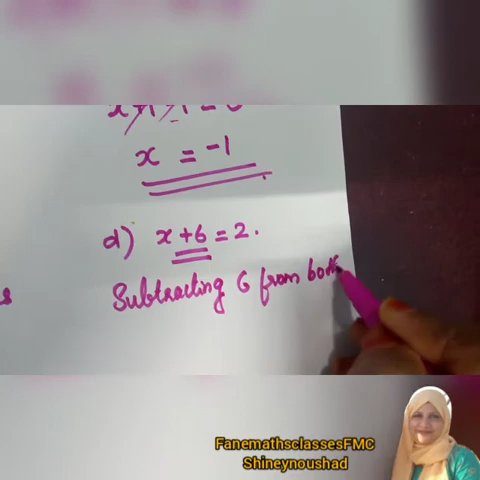 x = -1
d) x + 6 = 2.
Subtracting 6 from both
FanemathsclassesFMC
Shineynoushad